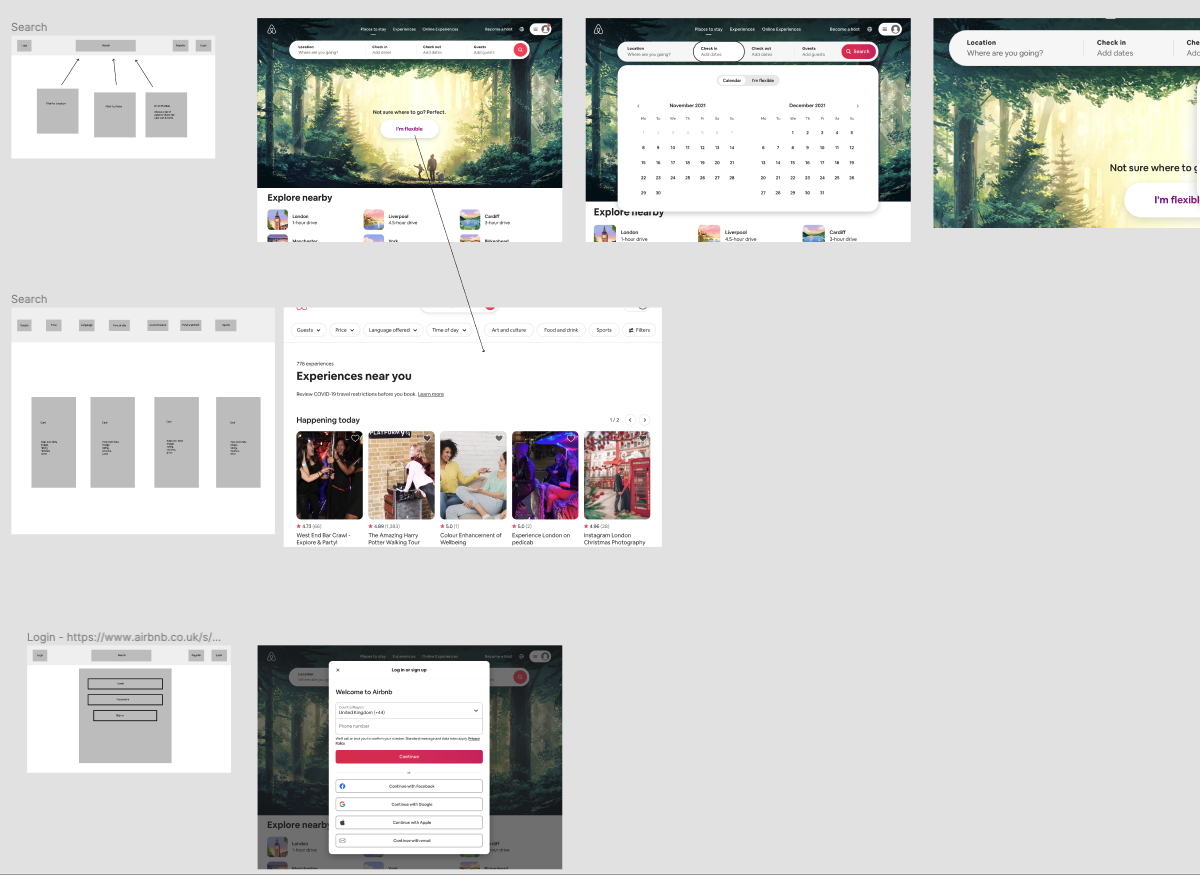 Search
Places to stay Experiences Online Experiences
Become a host
Location
Where are you going?
Check in
Add dates
Check out
Add dates
Guests
Add guests
Not sure where to go? Perfect.
I'm flexible
Explore nearby
London
1-hour drive
Liverpool
4.5-hour drive
Cardiff
3-hour drive
Manchester
York
Birkenhead
Places to stay Experiences Online Experiences
Become a host
Location
Where are you going?
Check in
Add dates
Check out
Add dates
Guests
Add guests
Search
Calendar I'm flexible
November 2021
Mo Tu We Th Fr Sa Su
1 2 3 4 5 6 7
8 9 10 11 12 13 14
15 16 17 18 19 20 21
22 23 24 25 26 27 28
29 30
December 2021
Mo Tu We Th Fr Sa Su
1 2 3 4 5
6 7 8 9 10 11 12
13 14 15 16 17 18 19
20 21 22 23 24 25 26
27 28 29 30 31
Explore nearby
London
1-hour drive
Liverpool
4.5-hour drive
Cardiff
3-hour drive
Location
Where are you going?
Check in
Add dates
Che
Add
Not sure where to g
I'm flexibl
Search
Guests Price Language offered Time of day Art and culture Food and drink Sports Filters
778 experiences
Experiences near you
Review COVID-19 travel restrictions before you book. Learn more
Happening today
1 / 2
PLATFORM
4.73 (66)
West End Bar Crawl -
Explore & Party!
4.89 (1,383)
The Amazing Harry
Potter Walking Tour
5.0 (1)
Colour Enhancement of
Wellbeing
5.0 (2)
Experience London on
pedicab
4.96 (28)
Instagram London
Christmas Photography
Login - https://www.airbnb.co.uk/s/...
Places to stay Experiences Online Experiences
Become a host
Location
Log in or sign up
Welcome to Airbnb
Country/Region
United Kingdom (+44)
Phone number
We'll call or text you to confirm your number. Standard message and data rates apply. Privacy
Policy
Continue
or
Continue with Facebook
Continue with Google
Continue with Apple
Continue with email
Explore nearby
London
1-hour drive